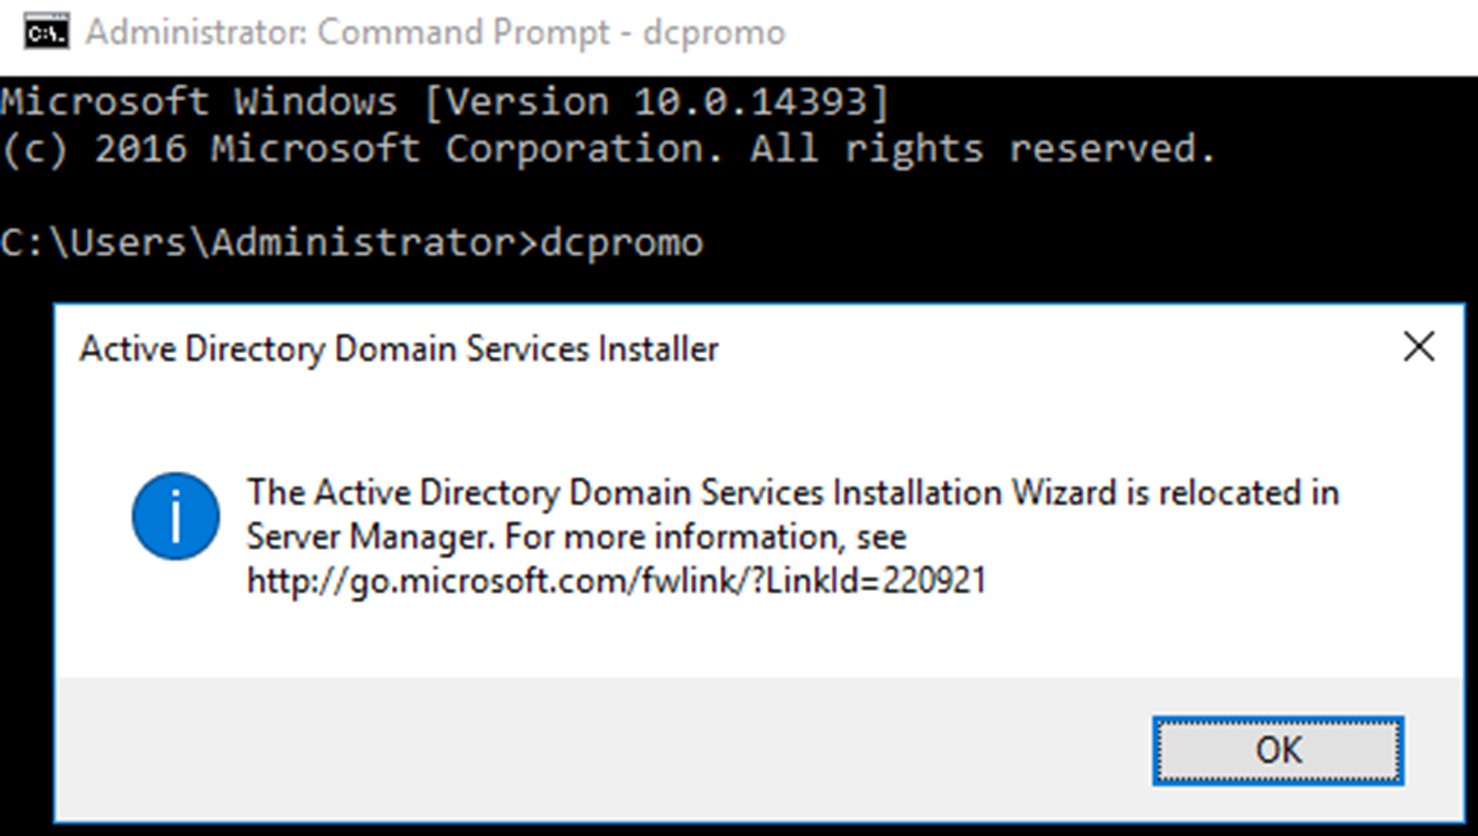 Administrator: Command Prompt - dcpromo
Microsoft Windows [Version 10.0.14393]
(c) 2016 Microsoft Corporation. All rights reserved.
C:\Users\Administrator>dcpromo
Active Directory Domain Services Installer
The Active Directory Domain Services Installation Wizard is relocated in
Server Manager. For more information, see
http://go.microsoft.com/fwlink/?LinkId=220921
OK